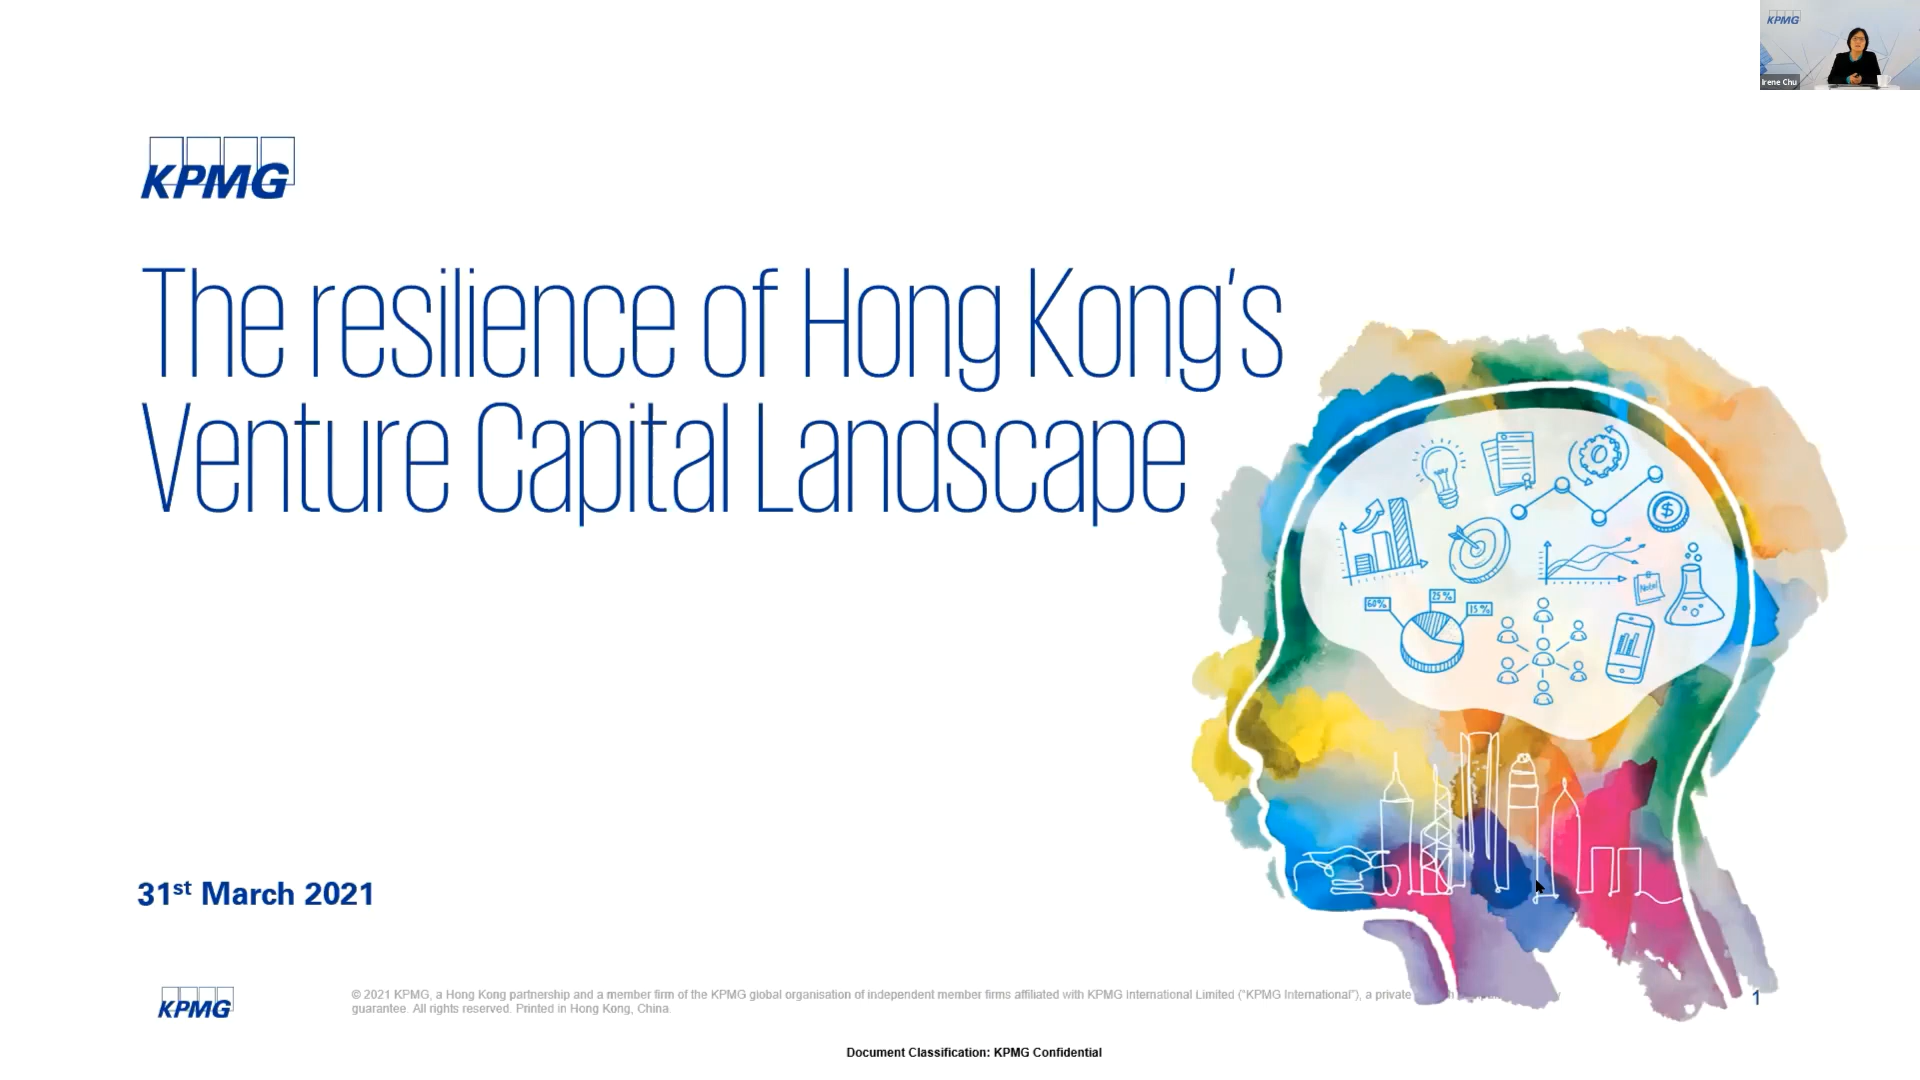 KPMG
Irene Chu
KPMG
The resilience of Hong Kong's
Venture Capital Landscape
60%
25%
15%
Note!
31st March 2021
KPMG
© 2021 KPMG, a Hong Kong partnership and a member firm of the KPMG global organisation of independent member firms affiliated with KPMG International Limited ("KPMG International"), a private
guarantee. All rights reserved. Printed in Hong Kong, China.
1
Document Classification: KPMG Confidential